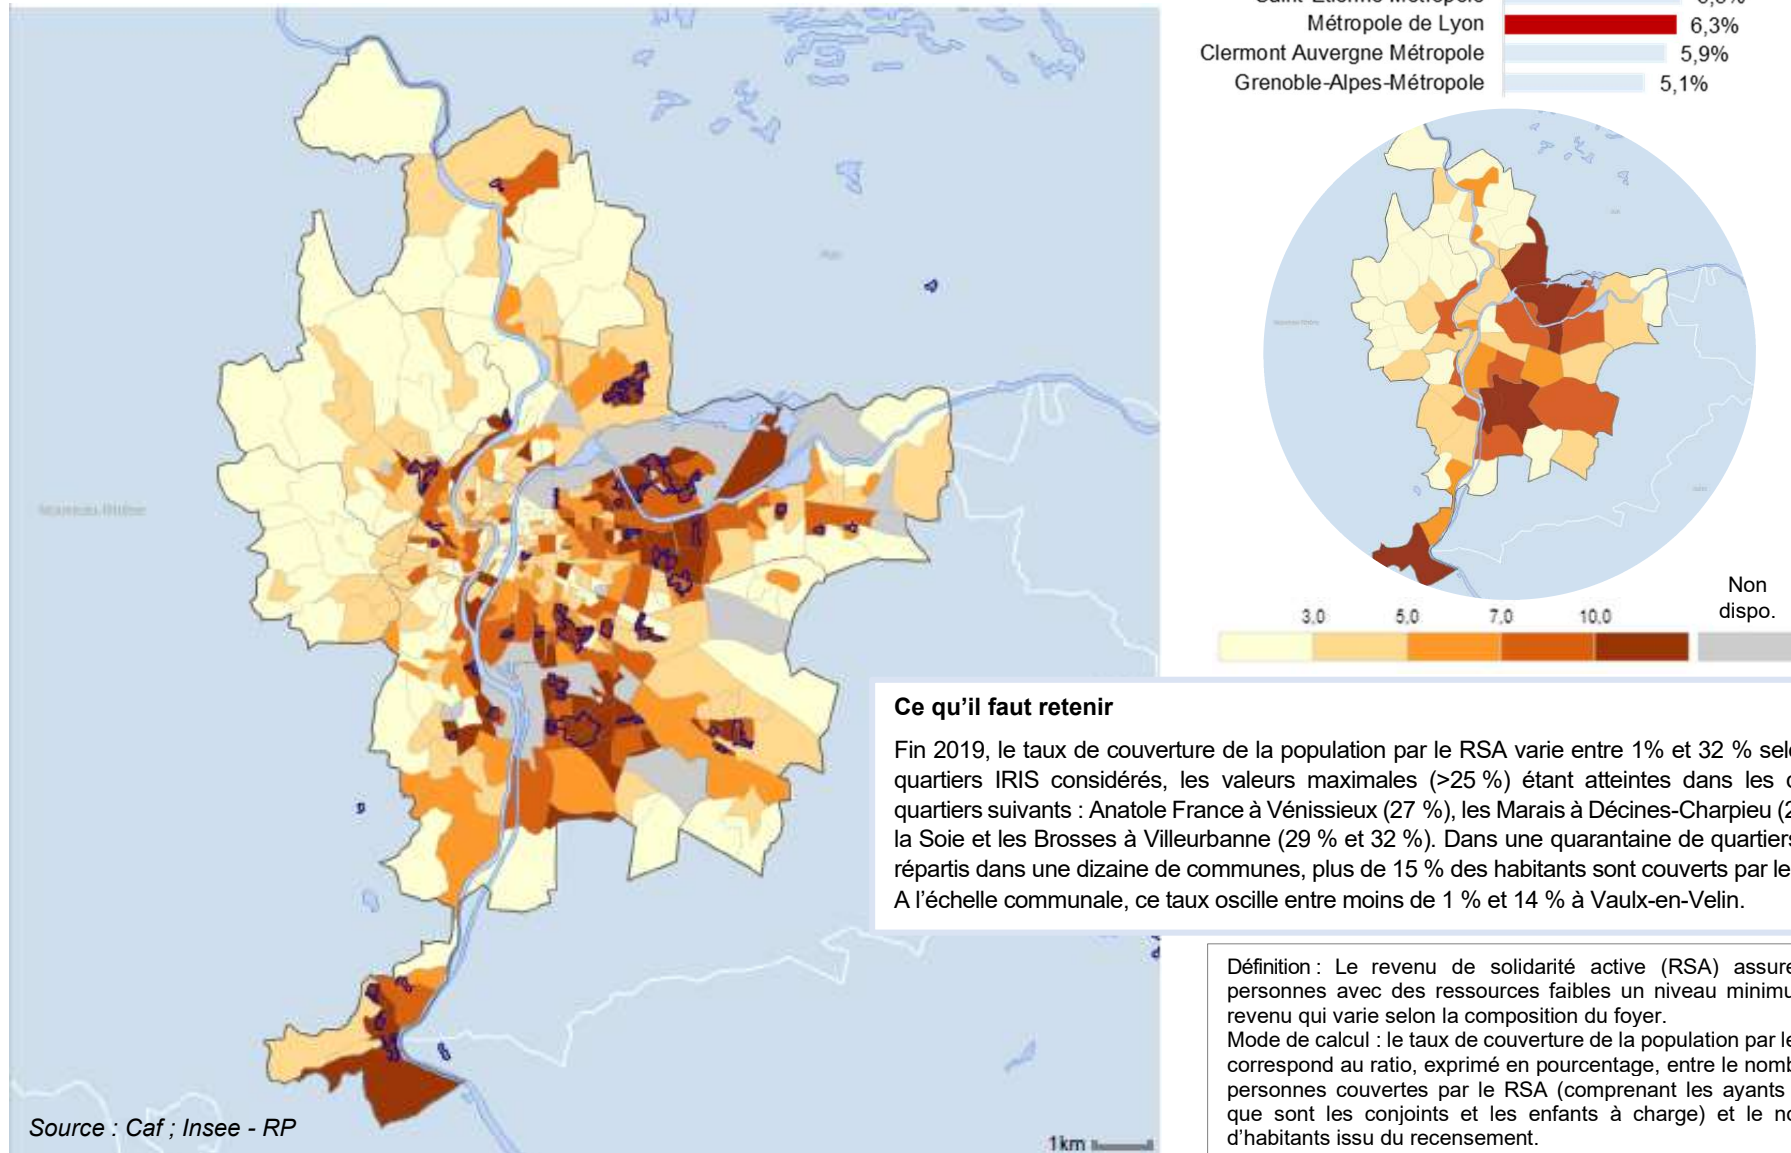 Métropole de Lyon 6,3%
Clermont Auvergne Métropole 5,9%
Grenoble-Alpes-Métropole 5,1%
Nouveau-Rhône
Non
dispo.
3,0 5,0 7,0 10,0
Ce qu’il faut retenir
Fin 2019, le taux de couverture de la population par le RSA varie entre 1% et 32 % sel
quartiers IRIS considérés, les valeurs maximales (>25 %) étant atteintes dans les
quartiers suivants : Anatole France à Vénissieux (27 %), les Marais à Décines-Charpieu (2
la Soie et les Brosses à Villeurbanne (29 % et 32 %). Dans une quarantaine de quartiers
répartis dans une dizaine de communes, plus de 15 % des habitants sont couverts par le
A l’échelle communale, ce taux oscille entre moins de 1 % et 14 % à Vaulx-en-Velin.
Définition : Le revenu de solidarité active (RSA) assure
personnes avec des ressources faibles un niveau minimu
revenu qui varie selon la composition du foyer.
Mode de calcul : le taux de couverture de la population par le
correspond au ratio, exprimé en pourcentage, entre le nomb
personnes couvertes par le RSA (comprenant les ayants
que sont les conjoints et les enfants à charge) et le no
d’habitants issu du recensement.
Source : Caf ; Insee - RP
1km